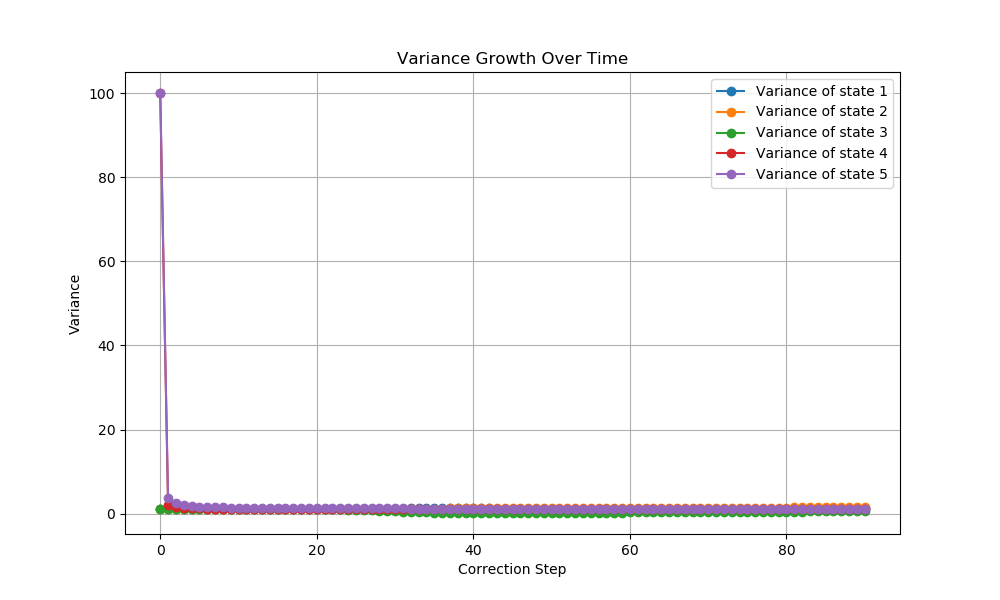 Variance Growth Over Time
Variance of state 1
Variance of state 2
Variance of state 3
Variance of state 4
Variance of state 5
100
80
60
40
20
0
Variance
0 20 40 60 80
Correction Step